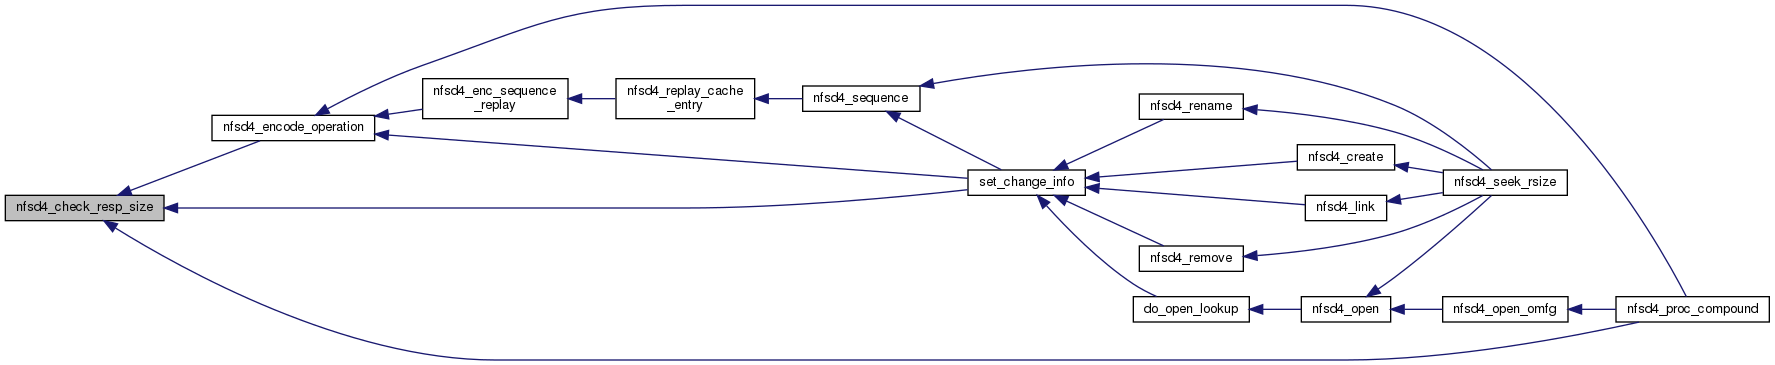 nfsd4_check_resp_size
nfsd4_encode_operation
nfsd4_enc_sequence
_replay
nfsd4_replay_cache
_entry
nfsd4_sequence
set_change_info
nfsd4_rename
nfsd4_create
nfsd4_link
nfsd4_remove
do_open_lookup
nfsd4_open
nfsd4_seek_rsize
nfsd4_open_omfg
nfsd4_proc_compound